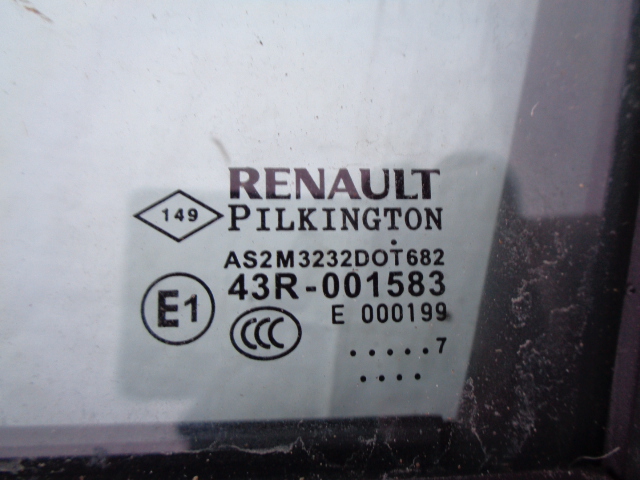 RENAULT
149 PILKINGTON
AS2M3232DOT682
E1 43R-001583
CCC E 000199
.....7
....